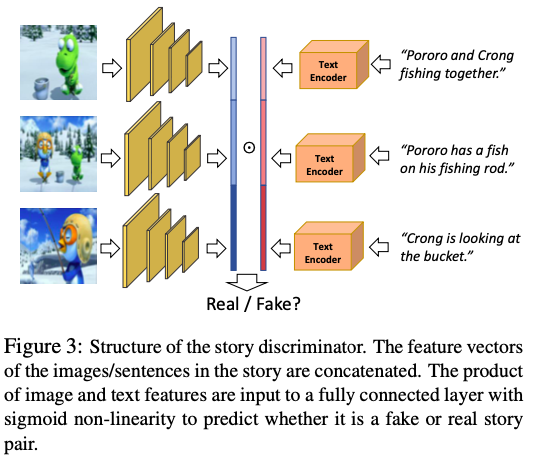 Text
Encoder
“Pororo and Crong
fishing together.”
Text
Encoder
“Pororo has a fish
on his fishing rod.”
Text
Encoder
“Crong is looking at
the bucket.”
Real / Fake?
Figure 3: Structure of the story discriminator. The feature vectors
of the images/sentences in the story are concatenated. The product
of image and text features are input to a fully connected layer with
sigmoid non-linearity to predict whether it is a fake or real story
pair.